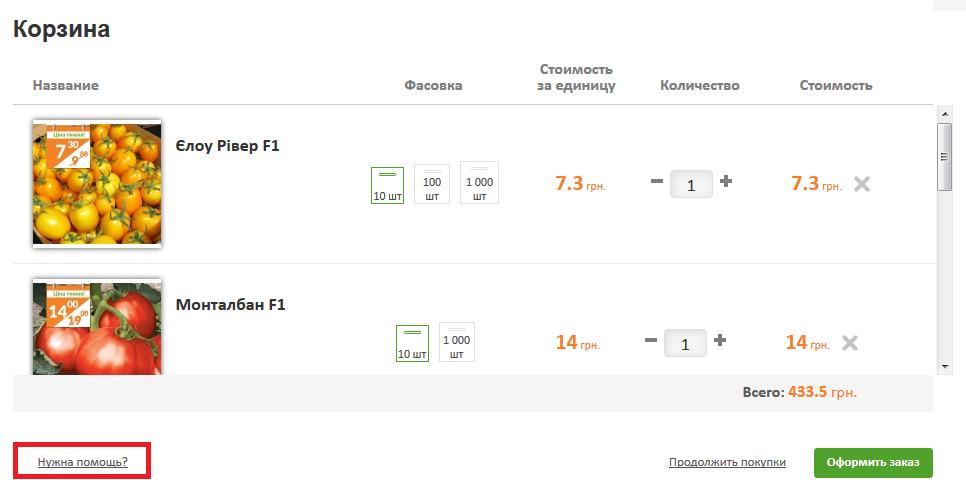 Корзина
Название
Фасовка
Стоимость
за единицу
Количество
Стоимость
Ціна тижня!
7 30
9 80
Єлоу Рівер F1
10 шт
100
шт
1 000
шт
7.3 грн.
1
7.3 грн.
Ціна тижня!
14 00
19 00
Монталбан F1
10 шт
1 000
шт
14 грн.
1
14 грн.
Всего: 433.5 грн.
Нужна помощь?
Продолжить покупки
Оформить заказ